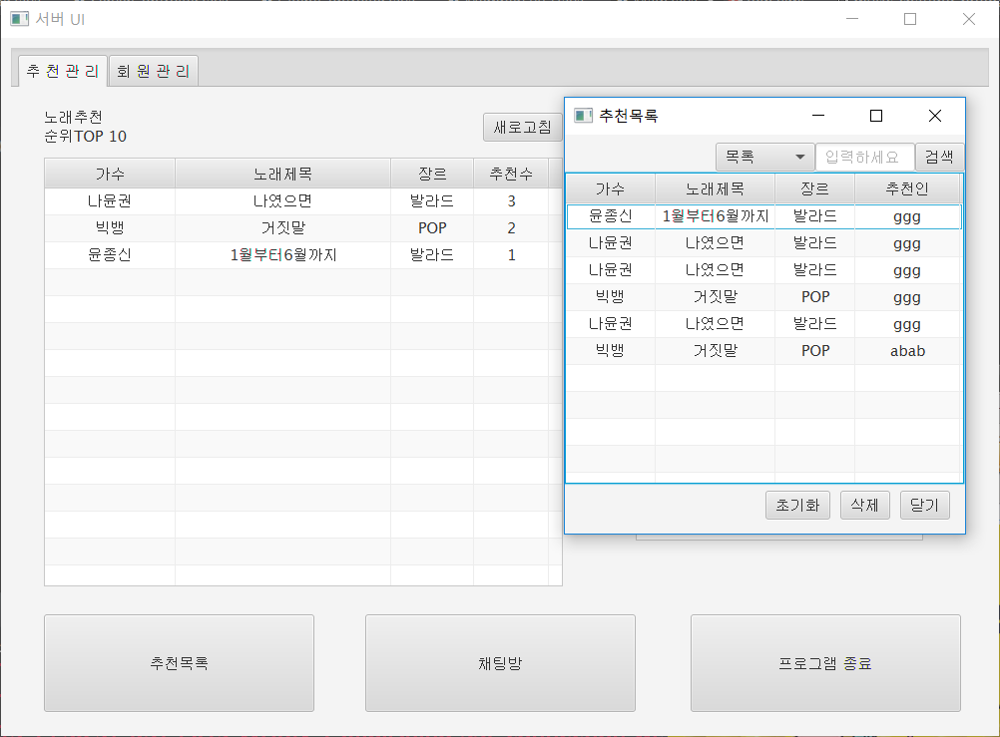 서버 UI
추 천 관 리 회 원 관 리
노래추천
순위TOP 10
새로고침
가수 노래제목 장르 추천수
나윤권 나였으면 발라드 3
빅뱅 거짓말 POP 2
윤종신 1월부터6월까지 발라드 1
추천목록
목록 입력하세요 검색
가수 노래제목 장르 추천인
윤종신 1월부터6월까지 발라드 ggg
나윤권 나였으면 발라드 ggg
나윤권 나였으면 발라드 ggg
빅뱅 거짓말 POP ggg
나윤권 나였으면 발라드 ggg
빅뱅 거짓말 POP abab
초기화 삭제 닫기
추천목록 채팅방 프로그램 종료